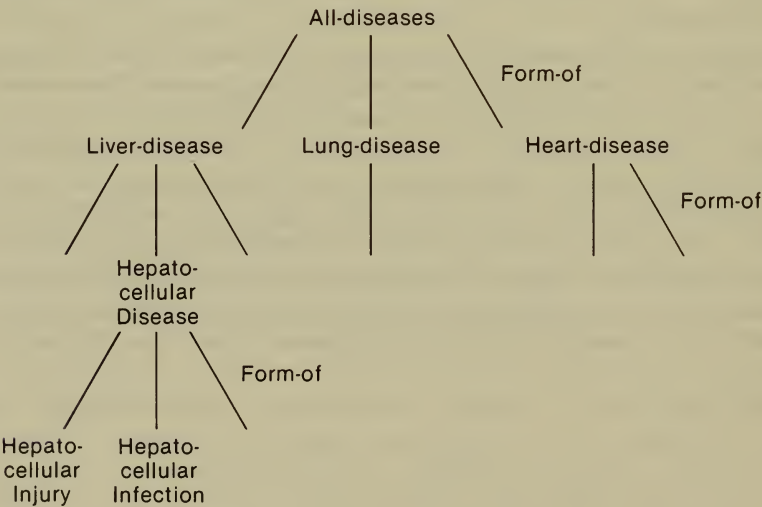 All-diseases
Form-of
Liver-disease Lung-disease Heart-disease
Form-of
Hepato-
cellular
Disease
Form-of
Hepato-
cellular
Injury
Hepato-
cellular
Infection